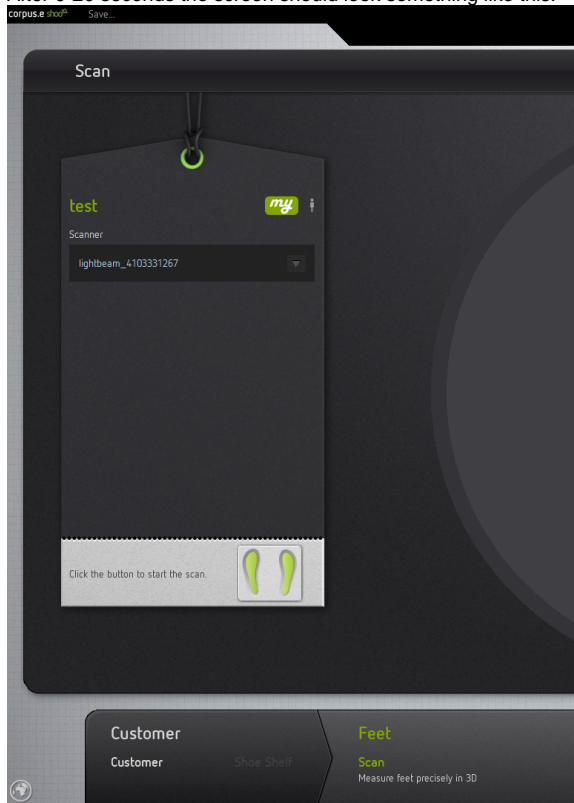 After 5-20 seconds the screen should look something like this:
corpus.e shoe Save...
Scan
test my
Scanner
lightbeam_4103331267
Click the button to start the scan.
Customer
Customer Shoe Shelf
Feet
Scan
Measure feet precisely in 3D